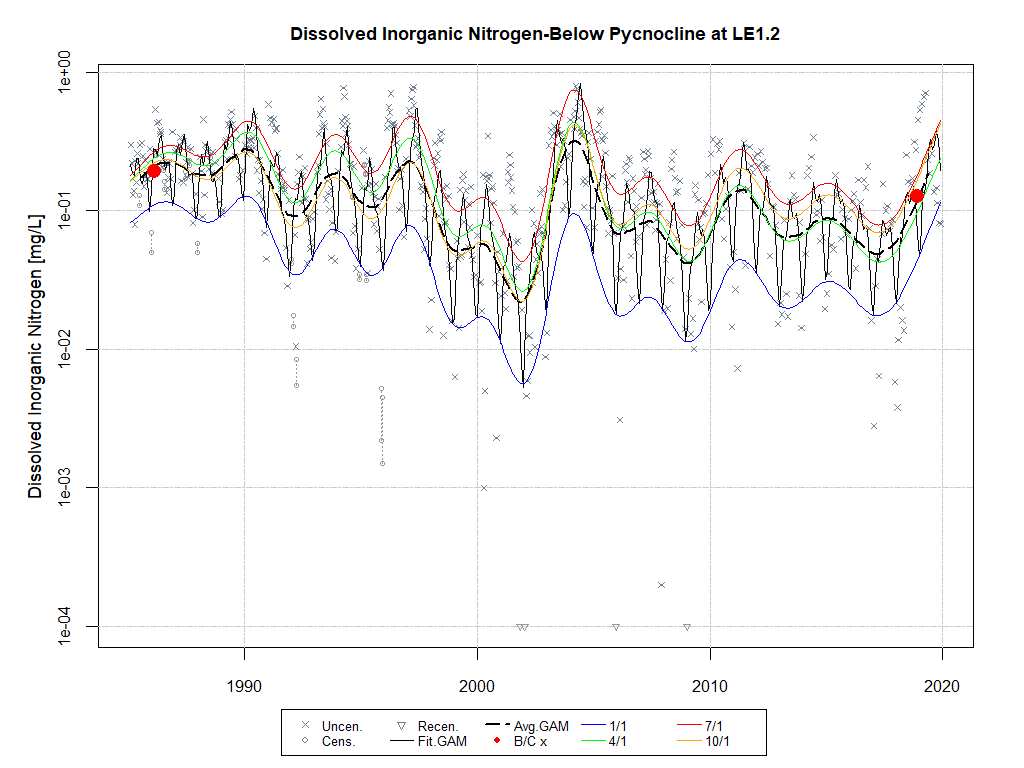 Dissolved Inorganic Nitrogen-Below Pycnocline at LE1.2
Dissolved Inorganic Nitrogen [mg/L]
1e+00
1e-01
1e-02
1e-03
1e-04
1990 2000 2010 2020
Uncen. Recen. Avg.GAM 1/1 7/1
Cens. Fit.GAM B/C x 4/1 10/1